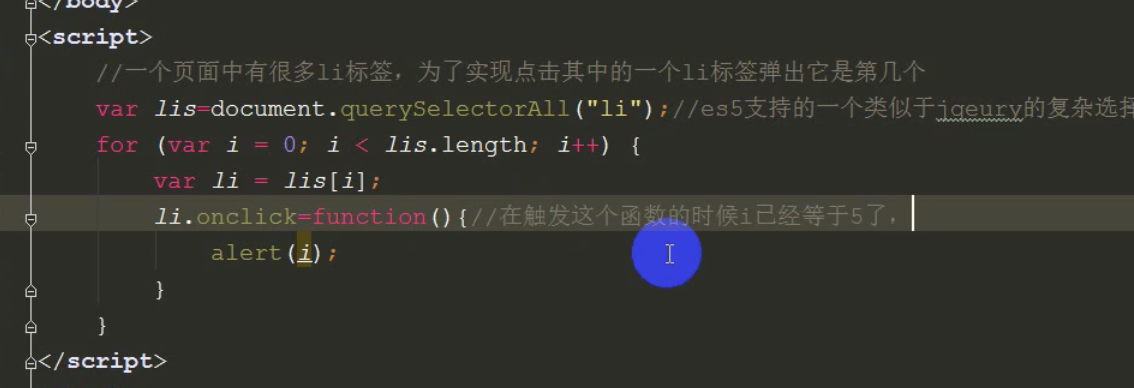 </body>
<script>
//一个页面中有很多li标签，为了实现点击其中的一个li标签弹出它是第几个
var lis=document.querySelectorAll("li");//es5支持的一个类似于jqeury的复杂选择
for (var i = 0; i < lis.length; i++) {
var li = lis[i];
li.onclick=function(){//在触发这个函数的时候i已经等于5了，
alert(i);
}
}
</script>